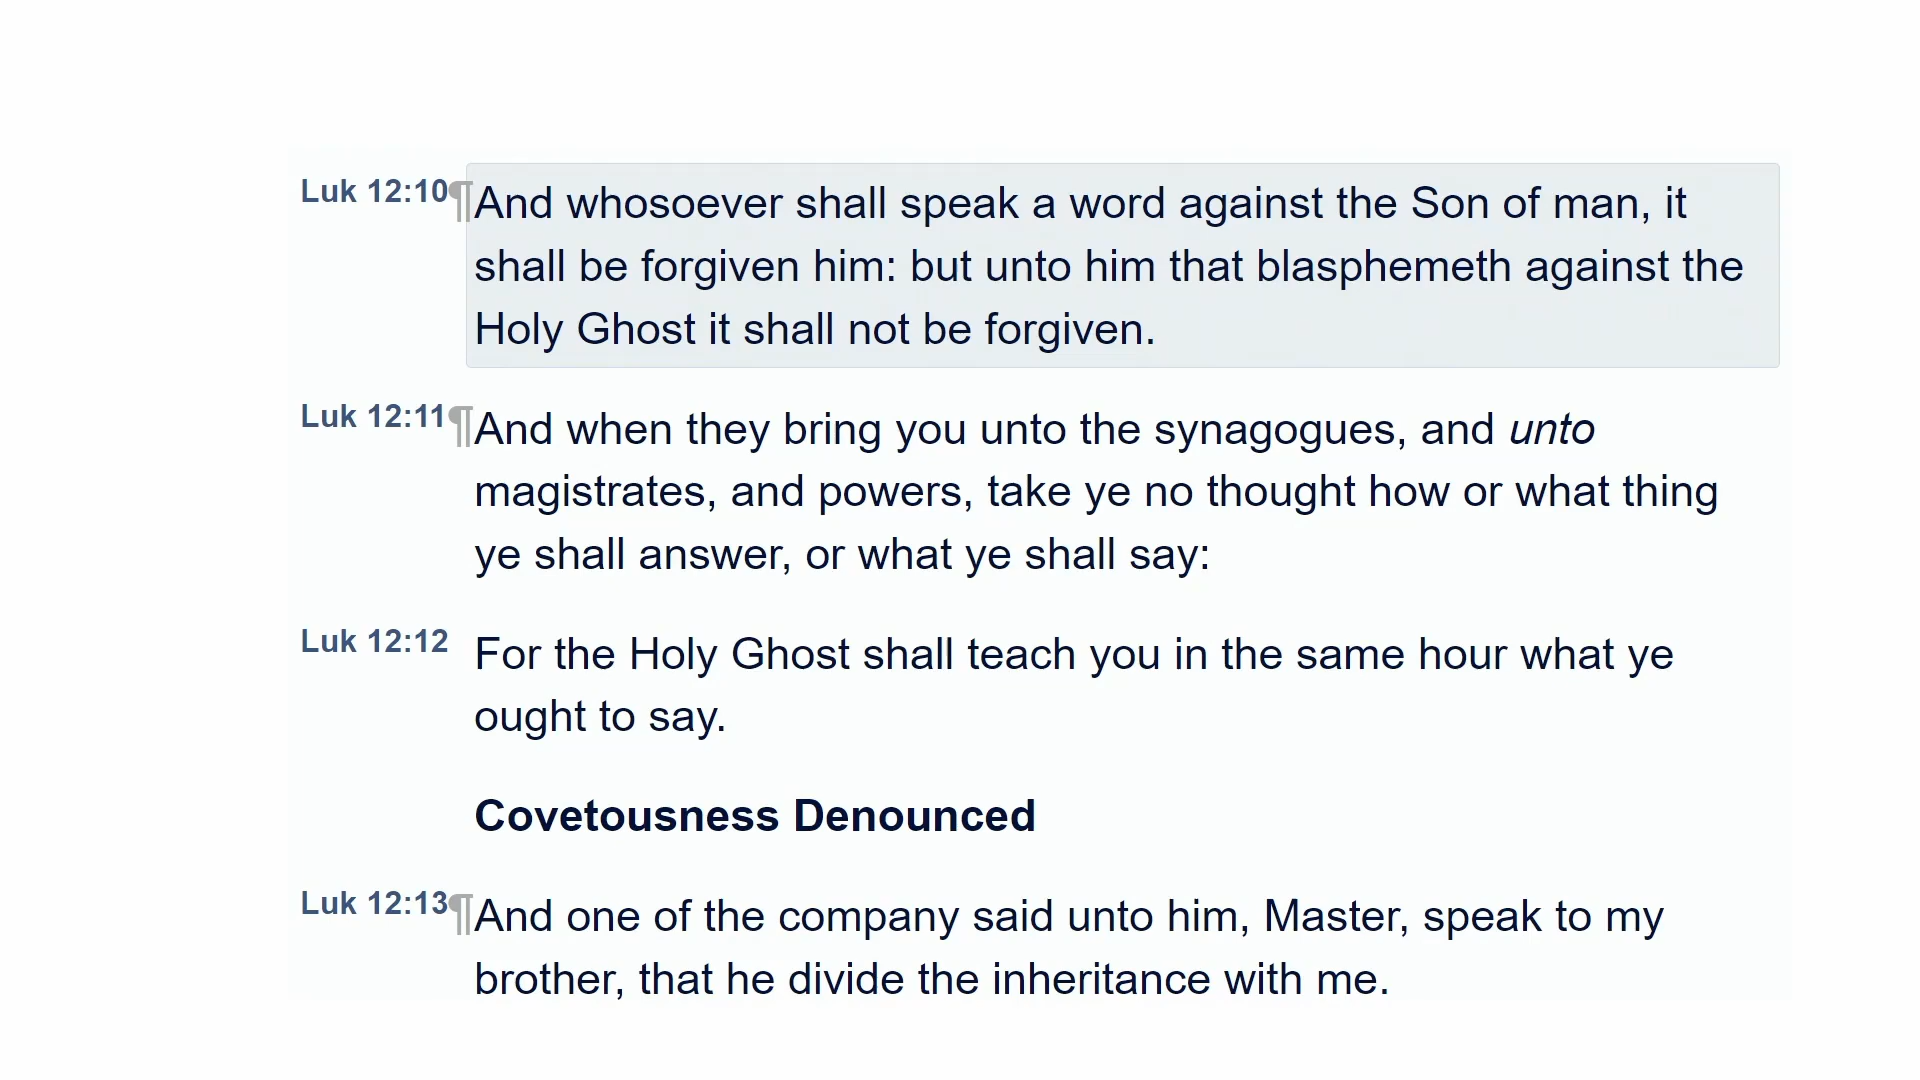 Luk 12:10 ¶ And whosoever shall speak a word against the Son of man, it
shall be forgiven him: but unto him that blasphemeth against the
Holy Ghost it shall not be forgiven.
Luk 12:11 ¶ And when they bring you unto the synagogues, and unto
magistrates, and powers, take ye no thought how or what thing
ye shall answer, or what ye shall say:
Luk 12:12 For the Holy Ghost shall teach you in the same hour what ye
ought to say.
Covetousness Denounced
Luk 12:13 ¶ And one of the company said unto him, Master, speak to my
brother, that he divide the inheritance with me.